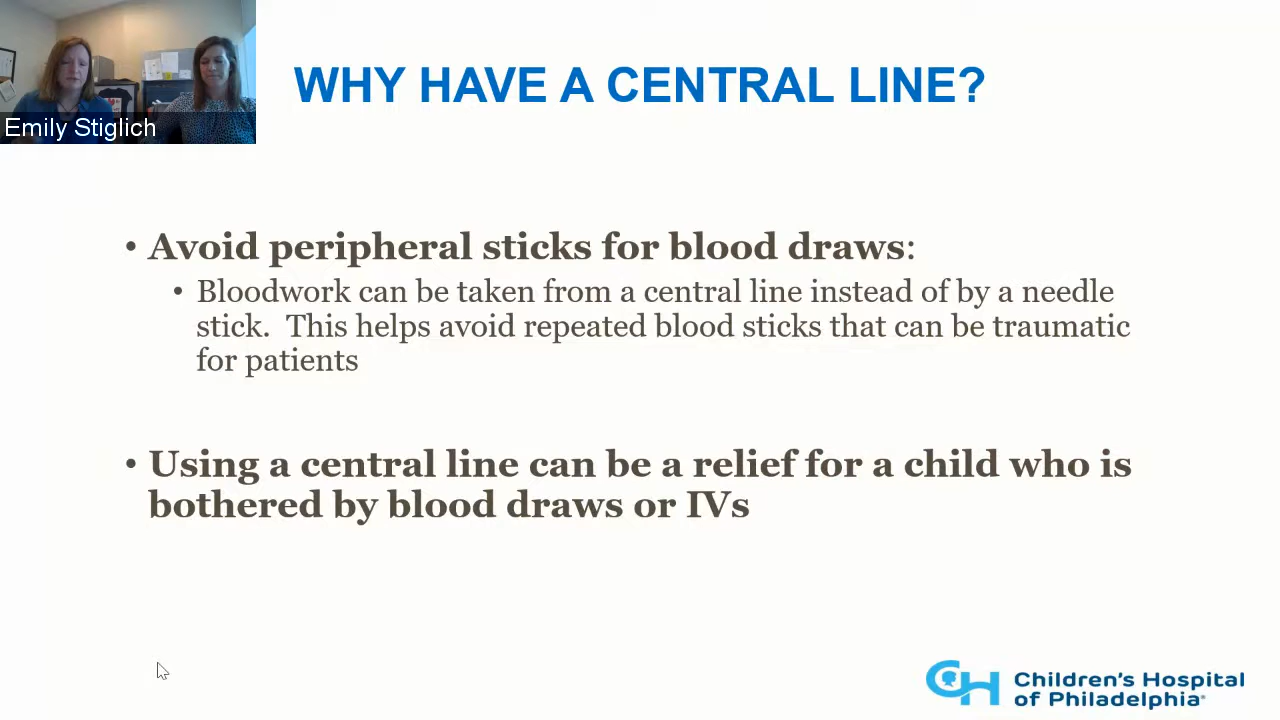 WHY HAVE A CENTRAL LINE?
Emily Stiglich
• Avoid peripheral sticks for blood draws:
• Bloodwork can be taken from a central line instead of by a needle
stick.  This helps avoid repeated blood sticks that can be traumatic
for patients
• Using a central line can be a relief for a child who is
bothered by blood draws or IVs
CH
Children's Hospital
of Philadelphia®